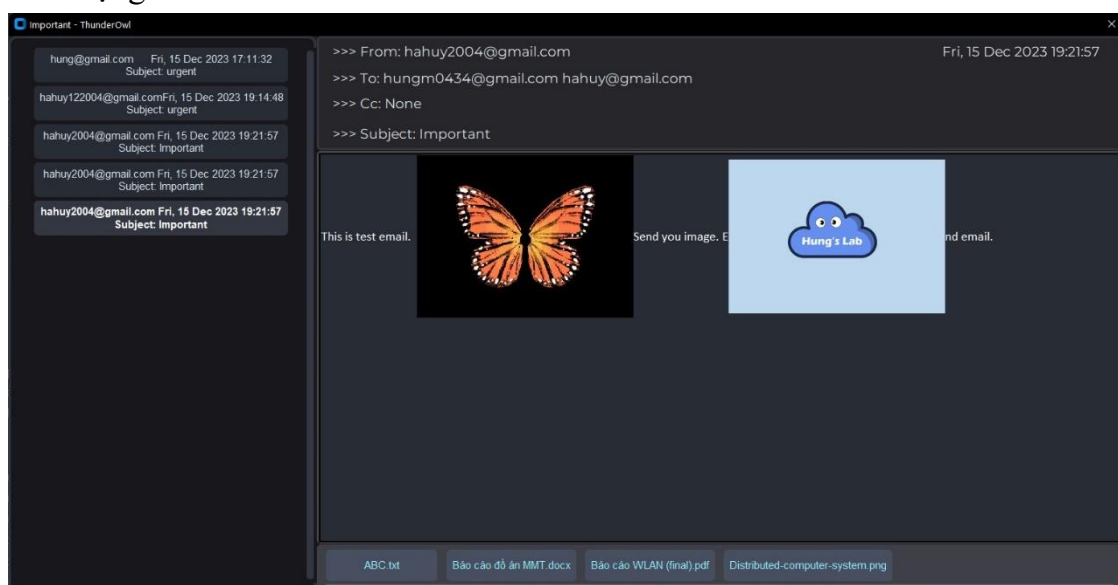 Important - ThunderOwl
hung@gmail.com Fri, 15 Dec 2023 17:11:32
Subject: urgent
hahuy122004@gmail.comFri, 15 Dec 2023 19:14:48
Subject: urgent
hahuy2004@gmail.com Fri, 15 Dec 2023 19:21:57
Subject: Important
hahuy2004@gmail.com Fri, 15 Dec 2023 19:21:57
Subject: Important
hahuy2004@gmail.com Fri, 15 Dec 2023 19:21:57
Subject: Important
>>> From: hahuy2004@gmail.com Fri, 15 Dec 2023 19:21:57
>>> To: hungm0434@gmail.com hahuy@gmail.com
>>> Cc: None
>>> Subject: Important
This is test email. Send you image. E Hung's Lab nd email.
ABC.txt Báo cáo đồ án MMT.docx Báo cáo WLAN (final).pdf Distributed-computer-system.png